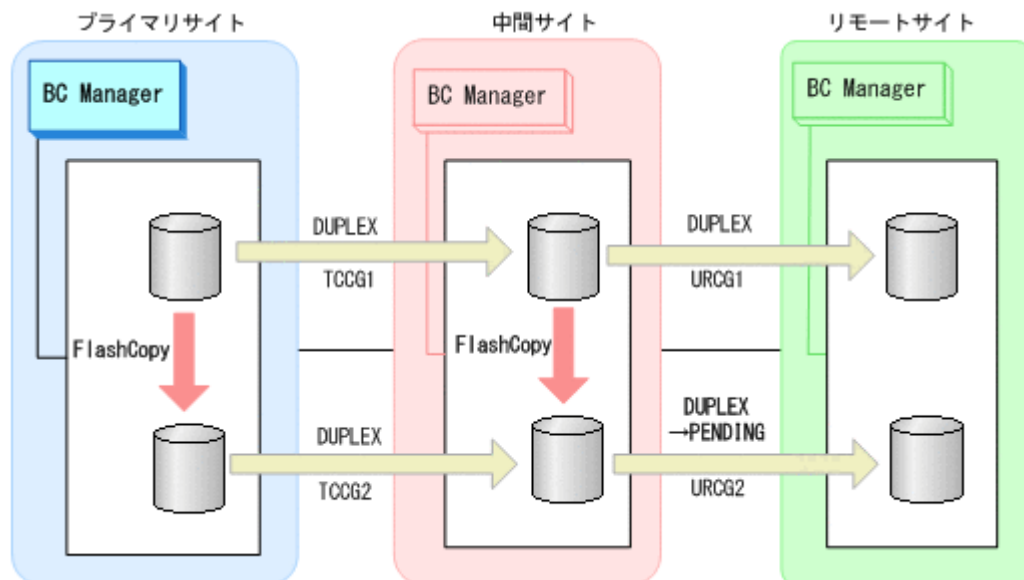 プライマリサイト
中間サイト
リモートサイト
BC Manager
BC Manager
BC Manager
DUPLEX
TCCG1
DUPLEX
URCG1
FlashCopy
FlashCopy
DUPLEX
TCCG2
DUPLEX
→PENDING
URCG2